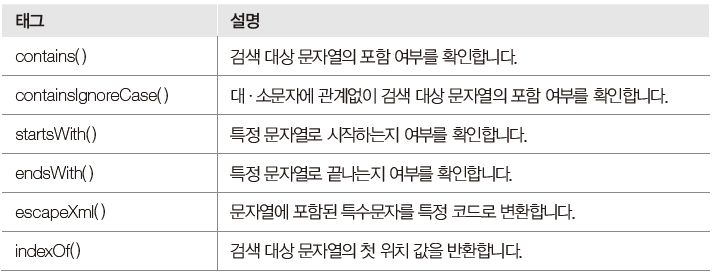 태그 설명
contains() 검색 대상 문자열의 포함 여부를 확인합니다.
containsIgnoreCase() 대·소문자에 관계없이 검색 대상 문자열의 포함 여부를 확인합니다.
startsWith() 특정 문자열로 시작하는지 여부를 확인합니다.
endsWith() 특정 문자열로 끝나는지 여부를 확인합니다.
escapeXml() 문자열에 포함된 특수문자를 특정 코드로 변환합니다.
indexOf() 검색 대상 문자열의 첫 위치 값을 반환합니다.